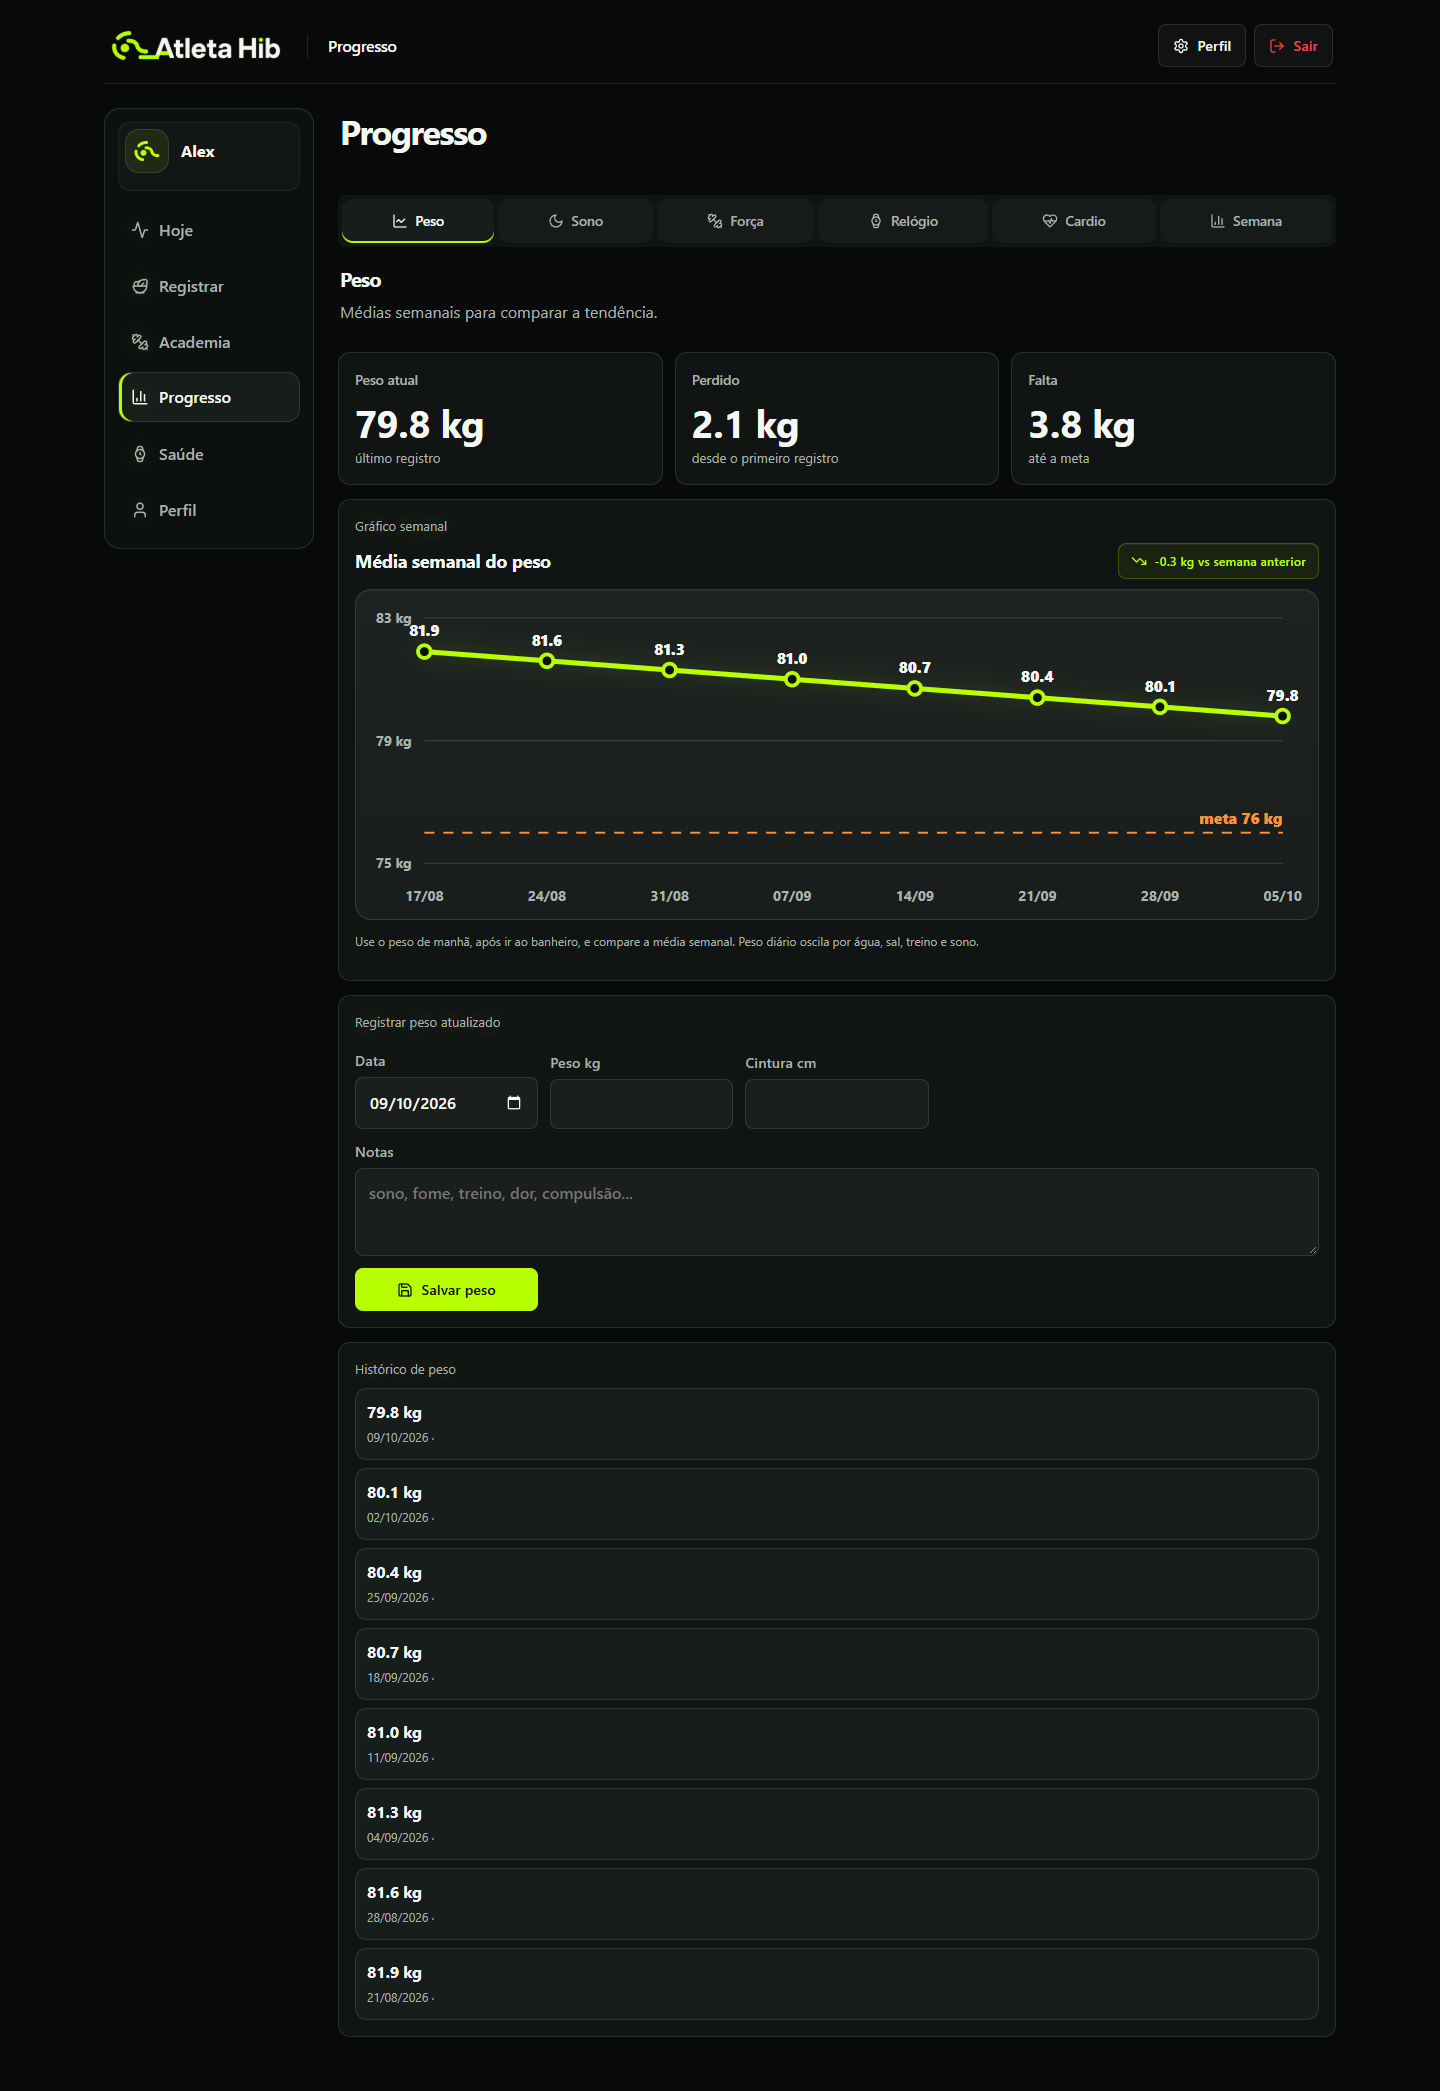 Atleta Hib
Progresso
Perfil
Sair
Alex
Hoje
Registrar
Academia
Progresso
Saúde
Perfil
Progresso
Peso
Sono
Força
Relógio
Cardio
Semana
Peso
Médias semanais para comparar a tendência.
Peso atual
79.8 kg
último registro
Perdido
2.1 kg
desde o primeiro registro
Falta
3.8 kg
até a meta
Gráfico semanal
Média semanal do peso
-0.3 kg vs semana anterior
83 kg
81.9
81.6
81.3
81.0
80.7
80.4
80.1
79.8
79 kg
meta 76 kg
75 kg
17/08
24/08
31/08
07/09
14/09
21/09
28/09
05/10
Use o peso de manhã, após ir ao banheiro, e compare a média semanal. Peso diário oscila por água, sal, treino e sono.
Registrar peso atualizado
Data
Peso kg
Cintura cm
09/10/2026
Notas
sono, fome, treino, dor, compulsão...
Salvar peso
Histórico de peso
79.8 kg
09/10/2026 ·
80.1 kg
02/10/2026 ·
80.4 kg
25/09/2026 ·
80.7 kg
18/09/2026 ·
81.0 kg
11/09/2026 ·
81.3 kg
04/09/2026 ·
81.6 kg
28/08/2026 ·
81.9 kg
21/08/2026 ·